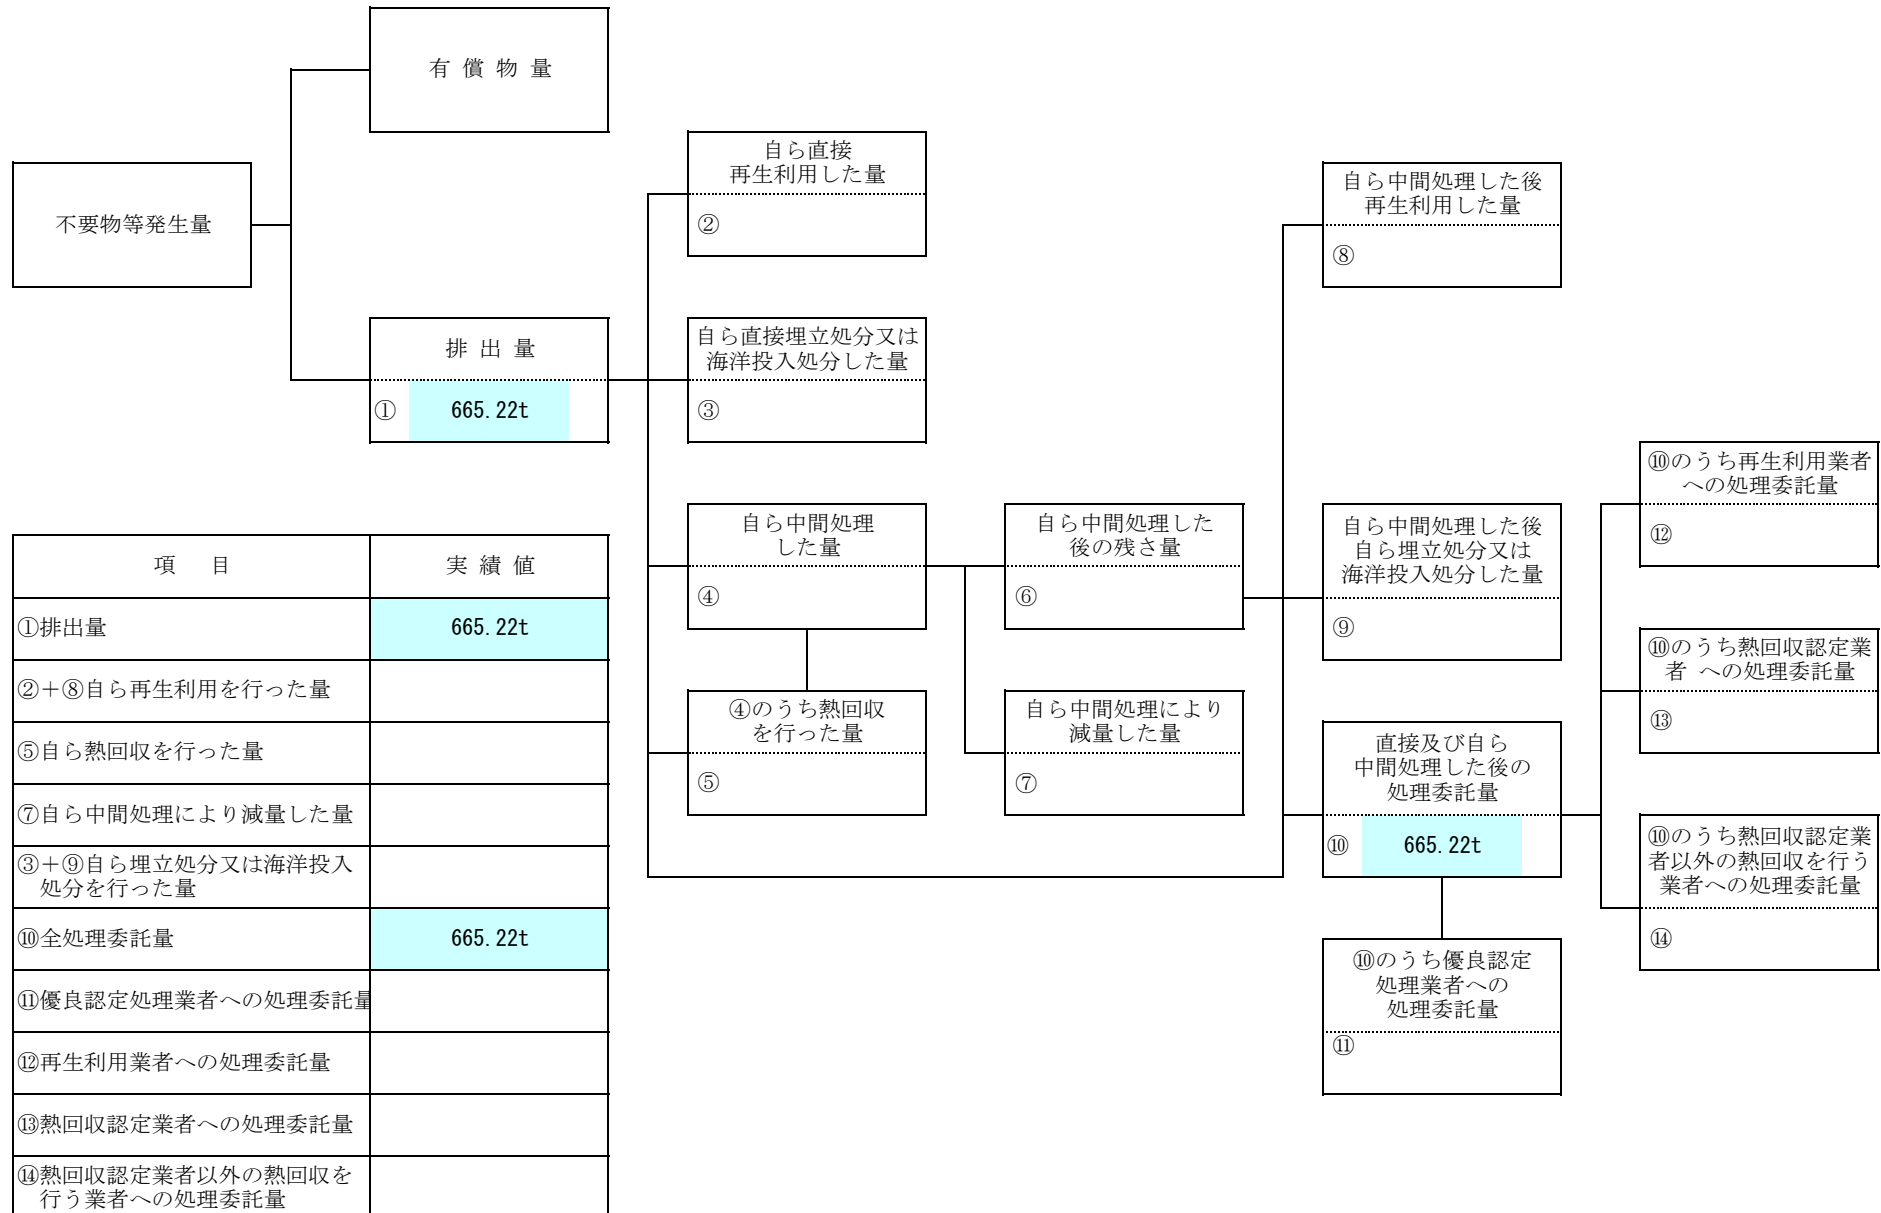 有 償 物 量
不要物等発生量
排 出 量
① 665.22t
自ら直接
再生利用した量
②
自ら直接埋立処分又は
海洋投入処分した量
③
自ら中間処理
した量
④
④のうち熱回収
を行った量
⑤
自ら中間処理した
後の残さ量
⑥
自ら中間処理により
減量した量
⑦
自ら中間処理した後
再生利用した量
⑧
自ら中間処理した後
自ら埋立処分又は
海洋投入処分した量
⑨
直接及び自ら
中間処理した後の
処理委託量
⑩ 665.22t
⑩のうち優良認定
処理業者への
処理委託量
⑪
⑩のうち再生利用業者
への処理委託量
⑫
⑩のうち熱回収認定業
者 への処理委託量
⑬
⑩のうち熱回収認定業
者以外の熱回収を行う
業者への処理委託量
⑭
項 目 実 績 値
①排出量 665.22t
②＋⑧自ら再生利用を行った量
⑤自ら熱回収を行った量
⑦自ら中間処理により減量した量
③＋⑨自ら埋立処分又は海洋投入
処分を行った量
⑩全処理委託量 665.22t
⑪優良認定処理業者への処理委託量
⑫再生利用業者への処理委託量
⑬熱回収認定業者への処理委託量
⑭熱回収認定業者以外の熱回収を
行う業者への処理委託量